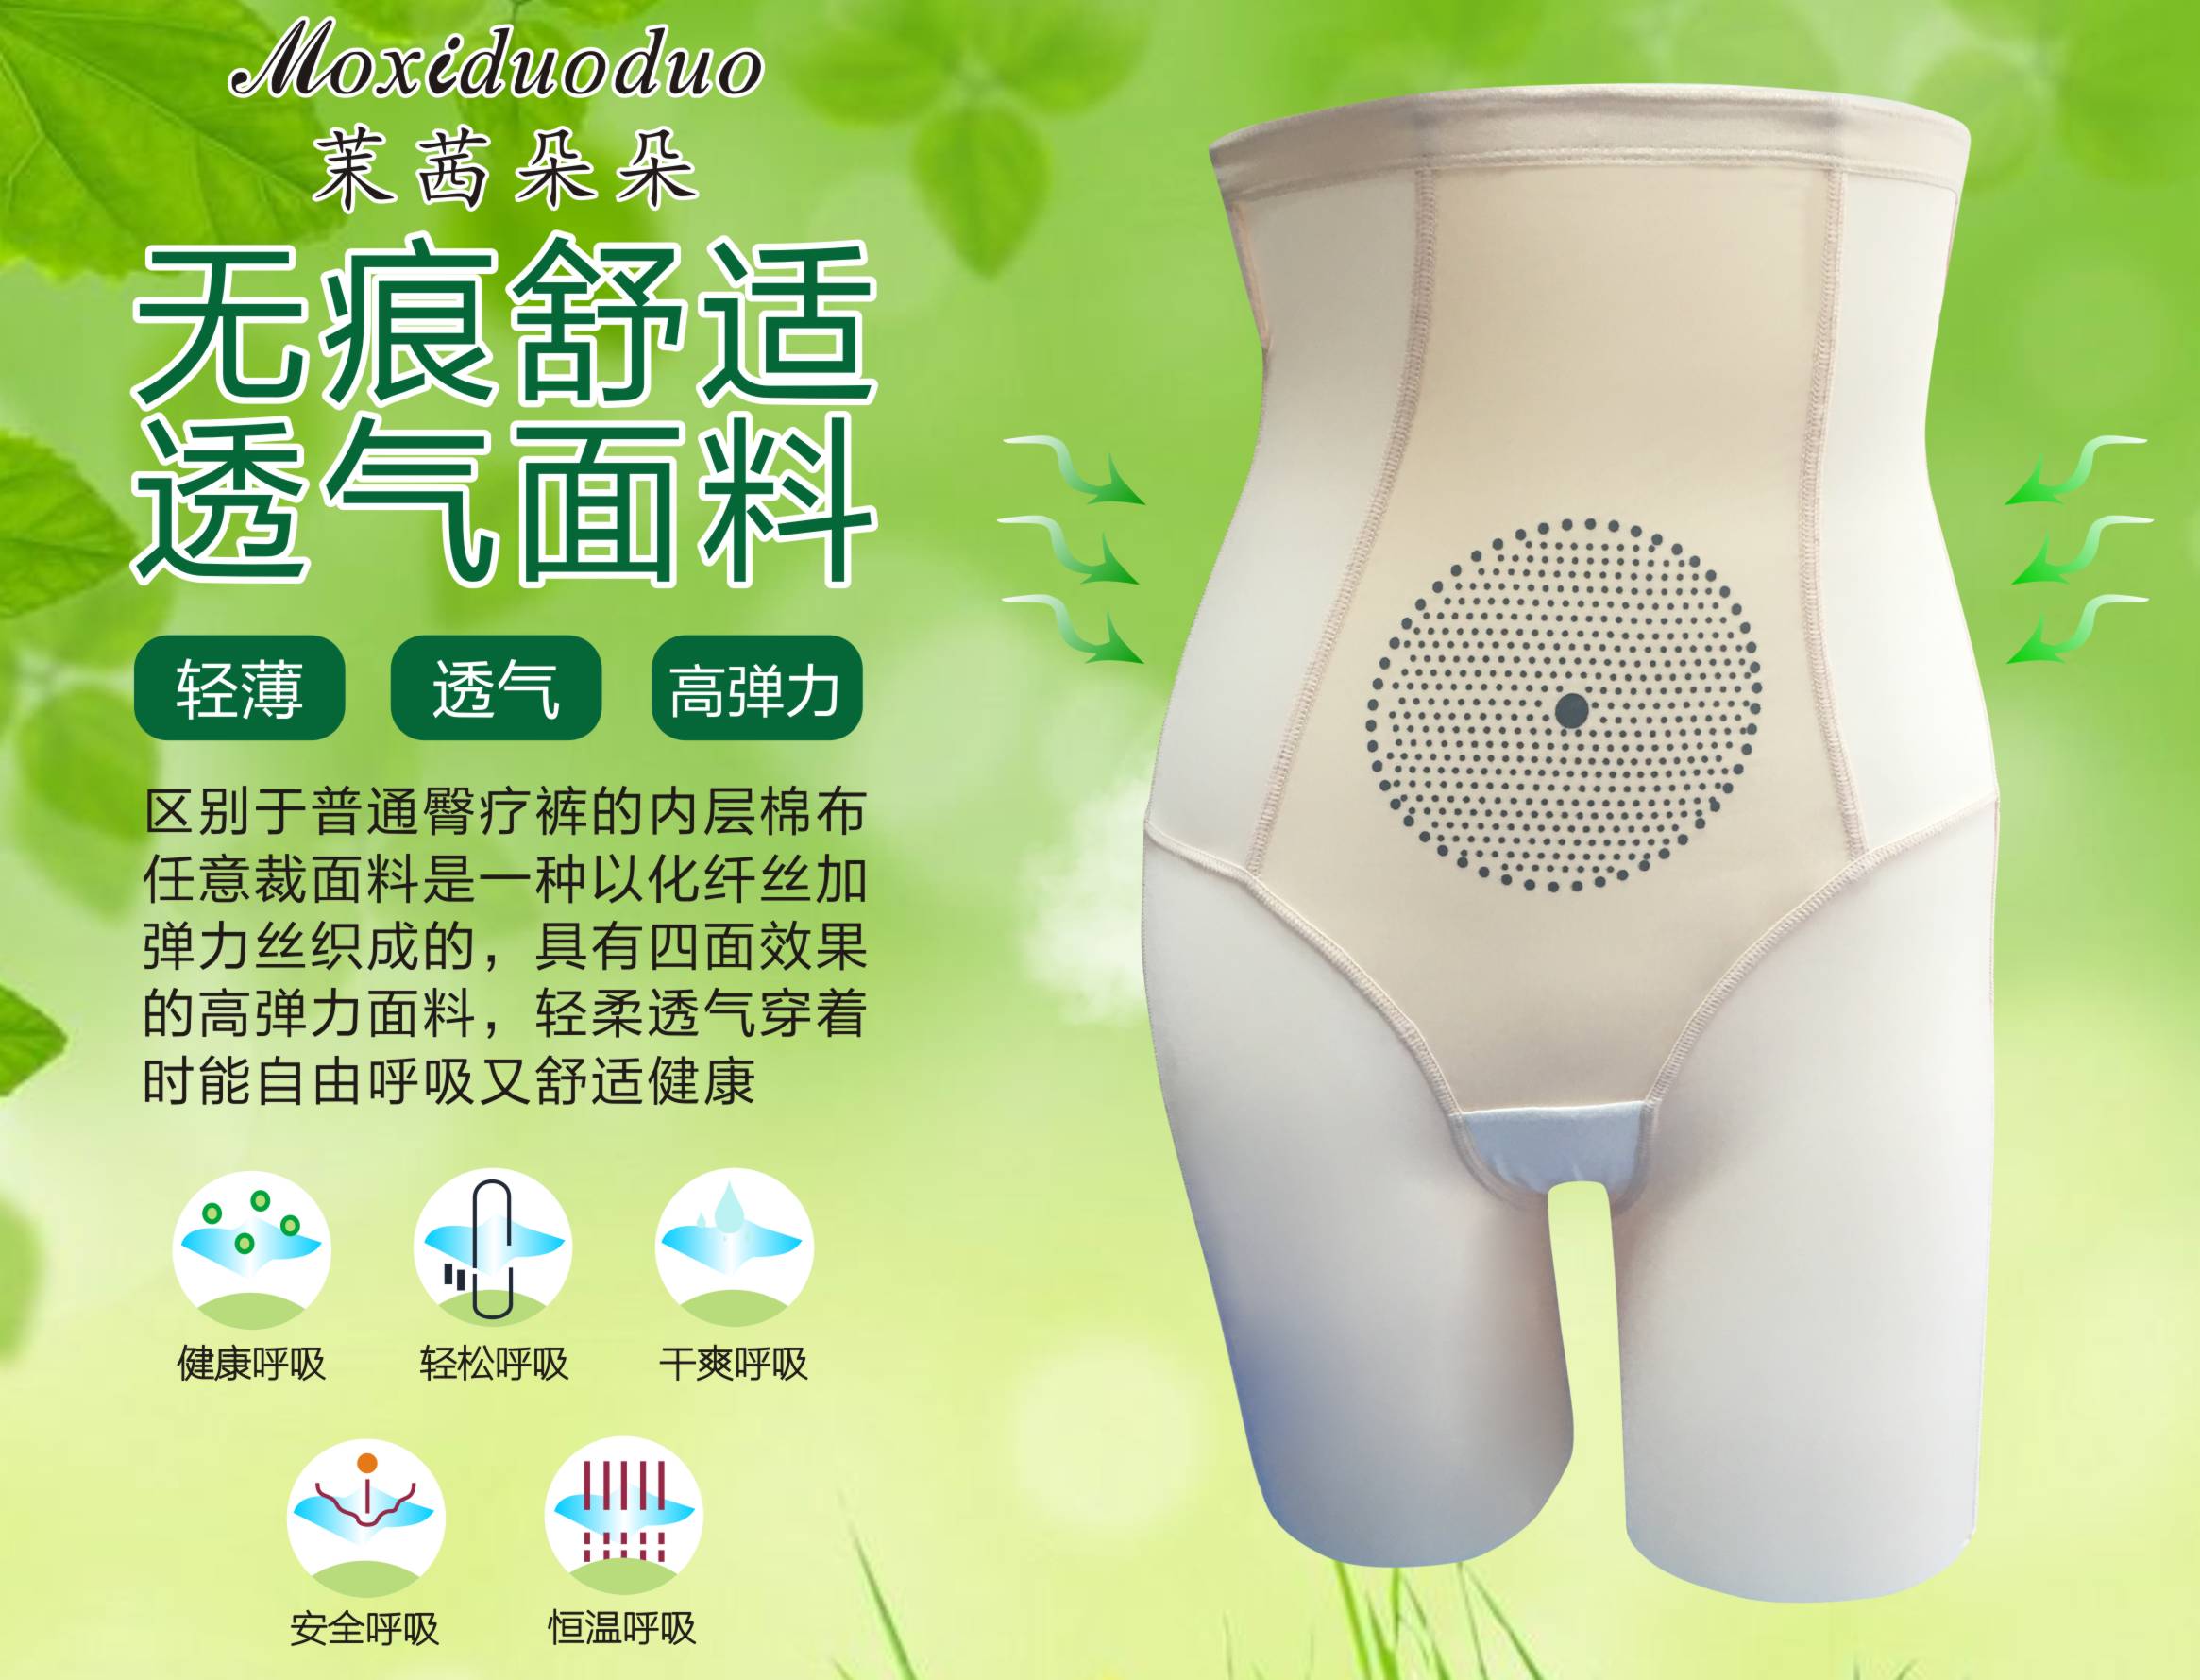 Moxiduoduo
茉茜朵朵
无痕舒适
透气面料
轻薄 透气 高弹力
区别于普通臀疗裤的内层棉布
任意裁面料是一种以化纤丝加
弹力丝织成的，具有四面效果
的高弹力面料，轻柔透气穿着
时能自由呼吸又舒适健康
健康呼吸 轻松呼吸 干爽呼吸
安全呼吸 恒温呼吸